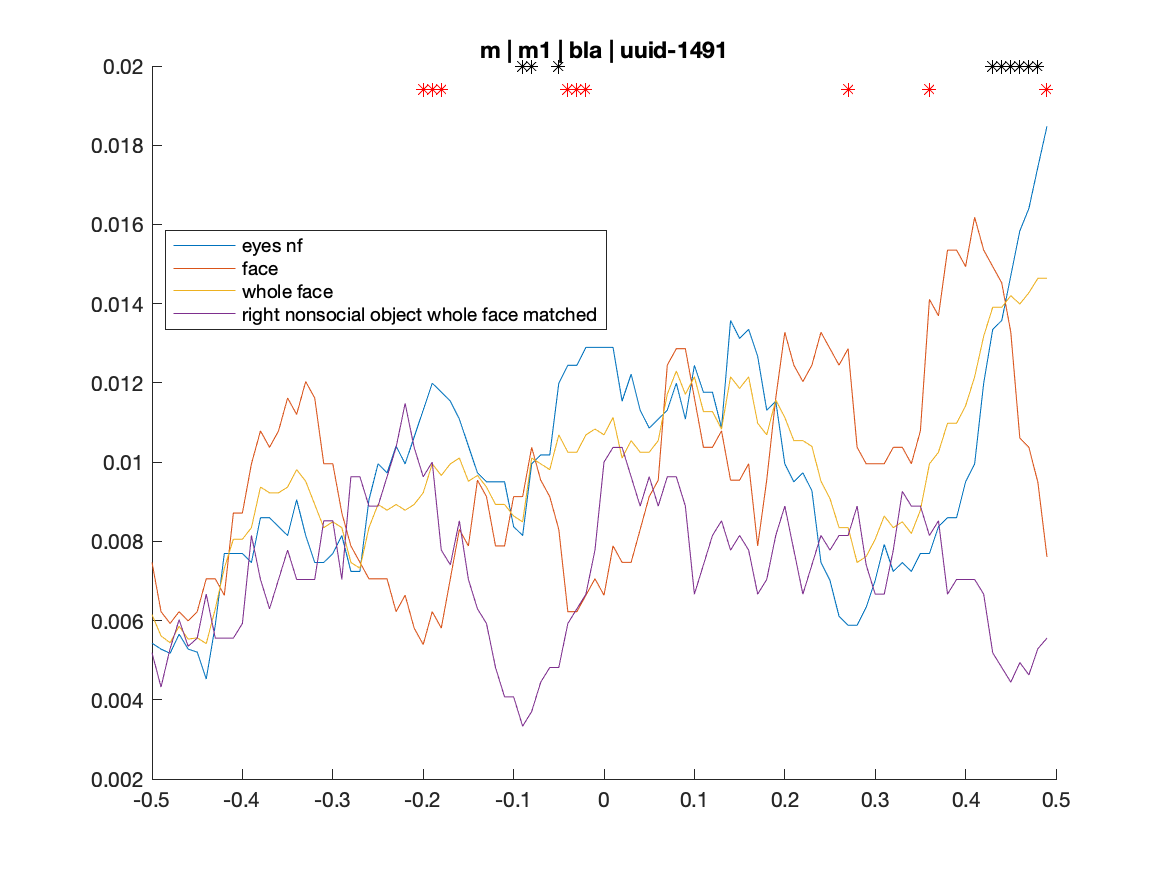 m | m1 | bla | uuid-1491
0.02
0.018
0.016
0.014
0.012
0.01
0.008
0.006
0.004
0.002
eyes nf
face
whole face
right nonsocial object whole face matched
-0.5 -0.4 -0.3 -0.2 -0.1 0 0.1 0.2 0.3 0.4 0.5